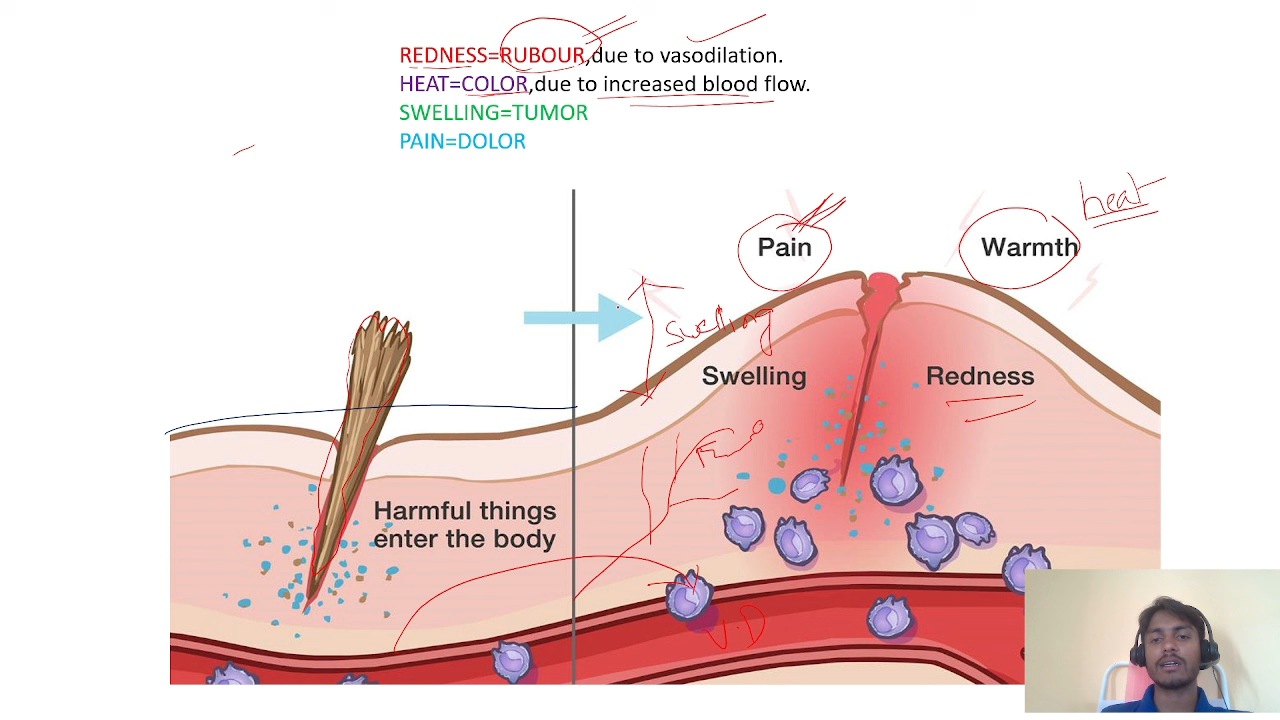 REDNESS=RUBOUR,due to vasodilation.
HEAT=COLOR,due to increased blood flow.
SWELLING=TUMOR
PAIN=DOLOR
heat
Pain
Warmth
swelling
Swelling
Redness
Harmful things
enter the body
V.D